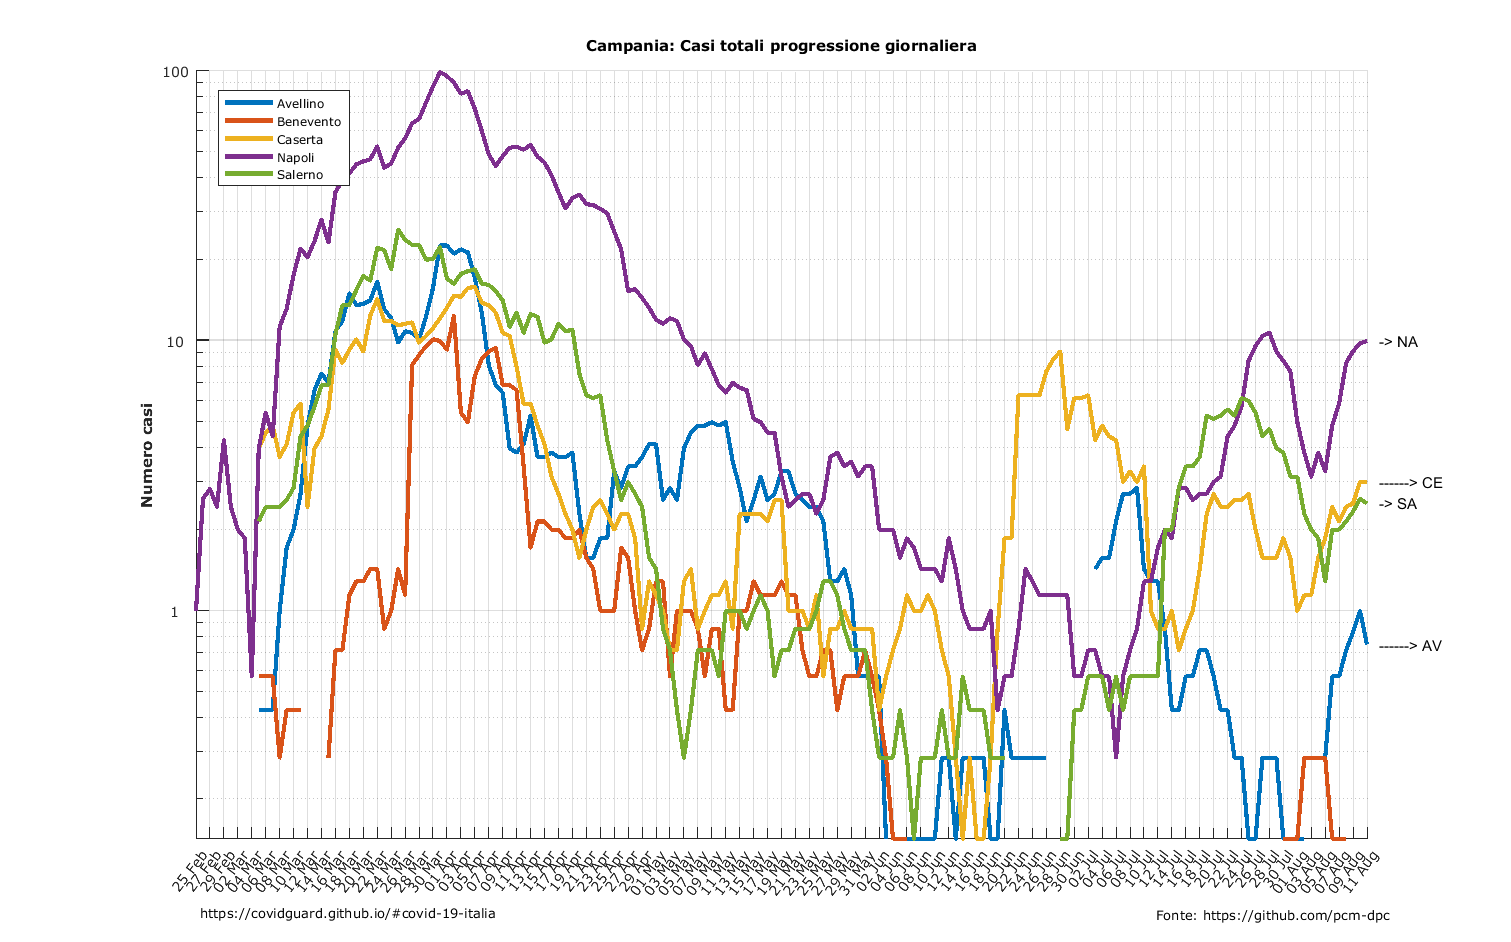 Campania: Casi totali progressione giornaliera
Numero casi
100
10
1
Avellino
Benevento
Caserta
Napoli
Salerno
-> NA
------> CE
-> SA
------> AV
25 Feb
27 Feb
29 Feb
02 Mar
04 Mar
06 Mar
08 Mar
10 Mar
12 Mar
14 Mar
16 Mar
18 Mar
20 Mar
22 Mar
24 Mar
26 Mar
28 Mar
30 Mar
01 Apr
03 Apr
05 Apr
07 Apr
09 Apr
11 Apr
13 Apr
15 Apr
17 Apr
19 Apr
21 Apr
23 Apr
25 Apr
27 Apr
29 Apr
01 May
03 May
05 May
07 May
09 May
11 May
13 May
15 May
17 May
19 May
21 May
23 May
25 May
27 May
29 May
31 May
02 Jun
04 Jun
06 Jun
08 Jun
10 Jun
12 Jun
14 Jun
16 Jun
18 Jun
20 Jun
22 Jun
24 Jun
26 Jun
28 Jun
30 Jun
02 Jul
04 Jul
06 Jul
08 Jul
10 Jul
12 Jul
14 Jul
16 Jul
18 Jul
20 Jul
22 Jul
24 Jul
26 Jul
28 Jul
30 Jul
01 Aug
03 Aug
05 Aug
07 Aug
09 Aug
11 Aug
https://covidguard.github.io/#covid-19-italia
Fonte: https://github.com/pcm-dpc